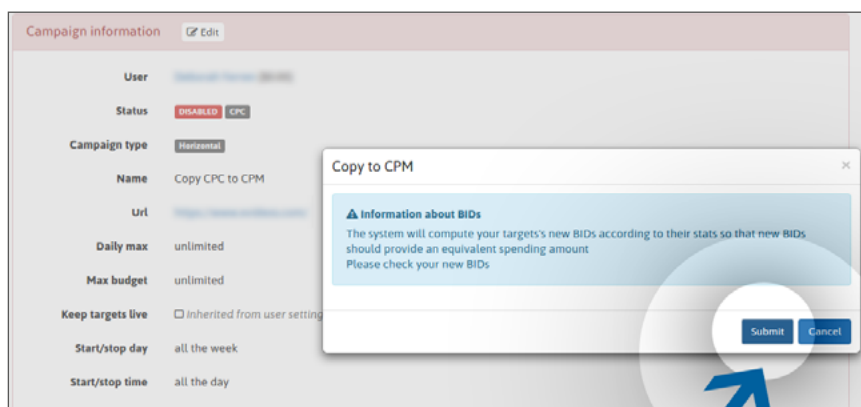 Campaign information Edit
User
Status DISABLED CPC
Campaign type Horizontal
Name Copy CPC to CPM
Url
Daily max unlimited
Max budget unlimited
Keep targets live Inherited from user setting
Start/stop day all the week
Start/stop time all the day
Copy to CPM ×
Information about BIDs
The system will compute your targets's new BIDs according to their stats so that new BIDs
should provide an equivalent spending amount
Please check your new BIDs
Submit Cancel